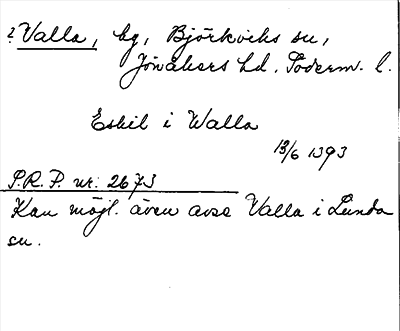 ? Valla, by, Björkviks sn,
Jönåkers hd, Söderm. l.
Eskil i Walla
13/6 1393
S.R.P. nr: 2673
Kan möjl. även avse Valla i Lunda
sn.